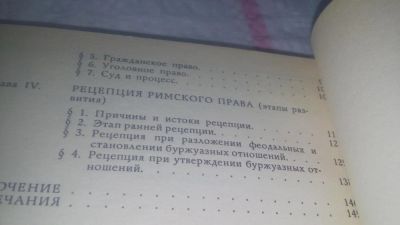 § 5. Гражданское право.
§ 6. Уголовное право.
§ 7. Суд и процесс.
IV. РЕЦЕПЦИЯ РИМСКОГО ПРАВА (этапы раз-
вития)
§ 1. Причины и истоки рецепции.
§ 2. Этап ранней рецепции.
§ 3. Рецепция при разложении феодальных и
становлении буржуазных отношений.
§ 4. Рецепция при утверждении буржуазных от-
ношений.